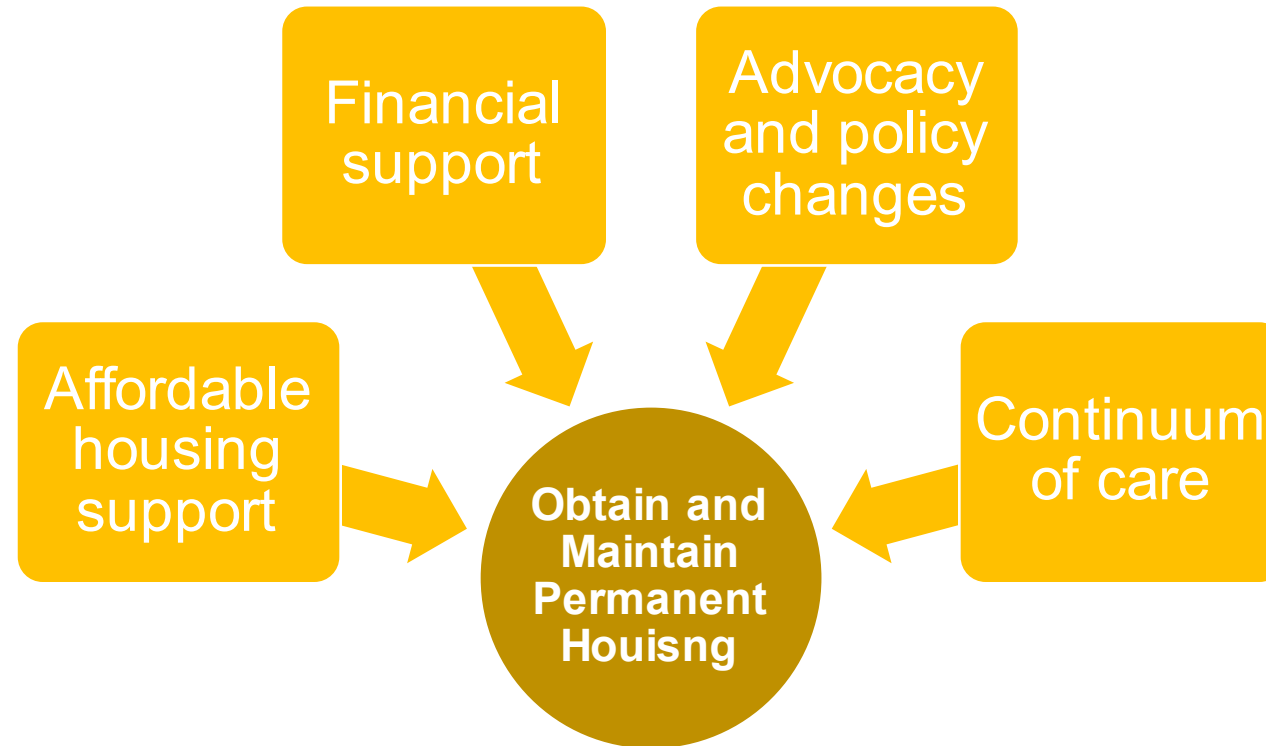 Financial
support
Advocacy
and policy
changes
Affordable
housing
support
Continuum
of care
Obtain and
Maintain
Permanent
Houisng